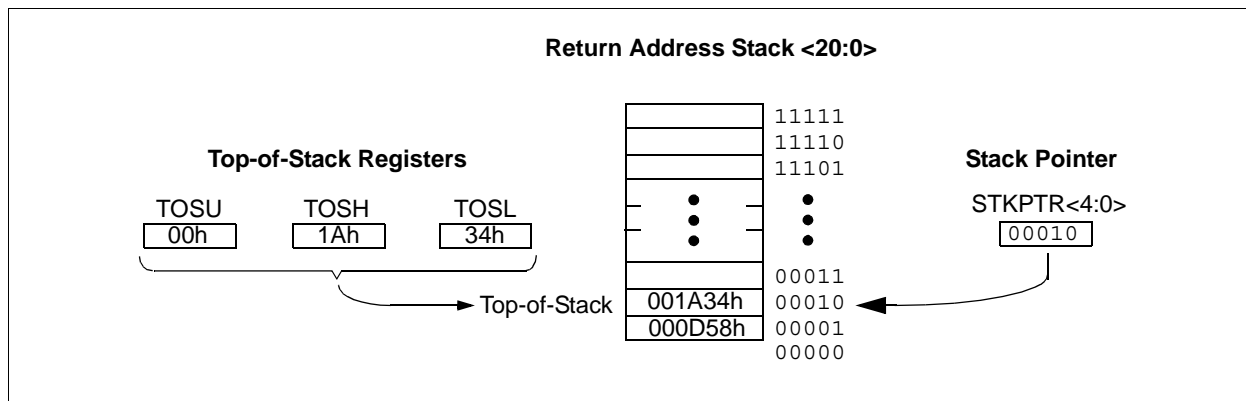 Return Address Stack <20:0>
11111
11110
Top-of-Stack Registers
11101
Stack Pointer
TOSU TOSH TOSL
STKPTR<4:0>
00h 1Ah 34h
00010
00011
Top-of-Stack 001A34h 00010
000D58h 00001
00000